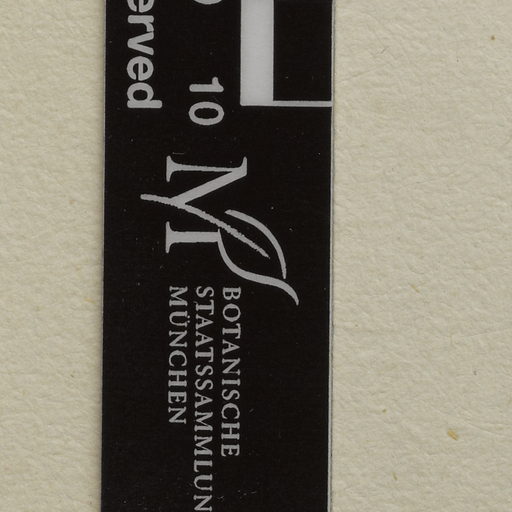 erved
10
M
BOTANISCHE
STAATSSAMMLUN
MÜNCHEN